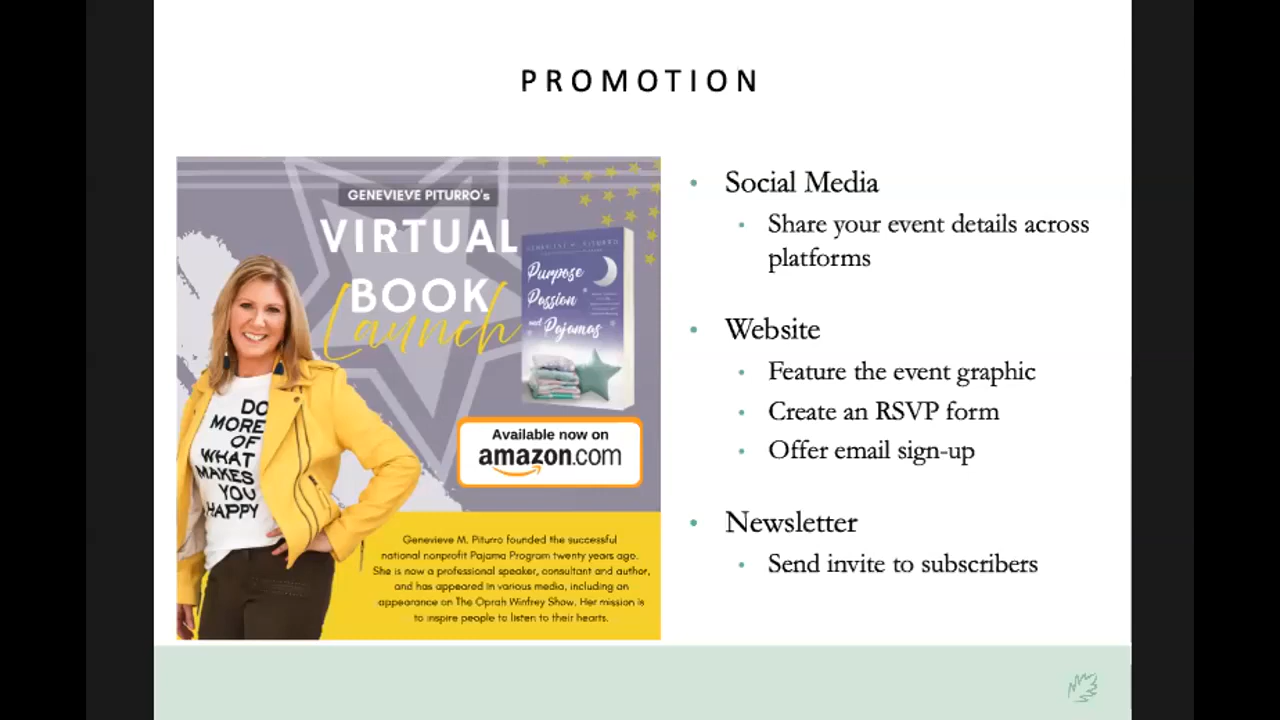 PROMOTION
GENEVIEVE PITURRO's
VIRTUAL
BOOK
Launch
Purpose
Passion
and Pajamas
DO
MORE
OF
WHAT
MAKES
YOU
HAPPY
Available now on
amazon.com
Genevieve M. Piturro founded the successful
national nonprofit Pajama Program twenty years ago.
She is now a professional speaker, consultant and author,
and has appeared in various media, including an
appearance on The Oprah Winfrey Show. Her mission is
to inspire people to listen to their hearts.
• Social Media
• Share your event details across
platforms
• Website
• Feature the event graphic
• Create an RSVP form
• Offer email sign-up
• Newsletter
• Send invite to subscribers